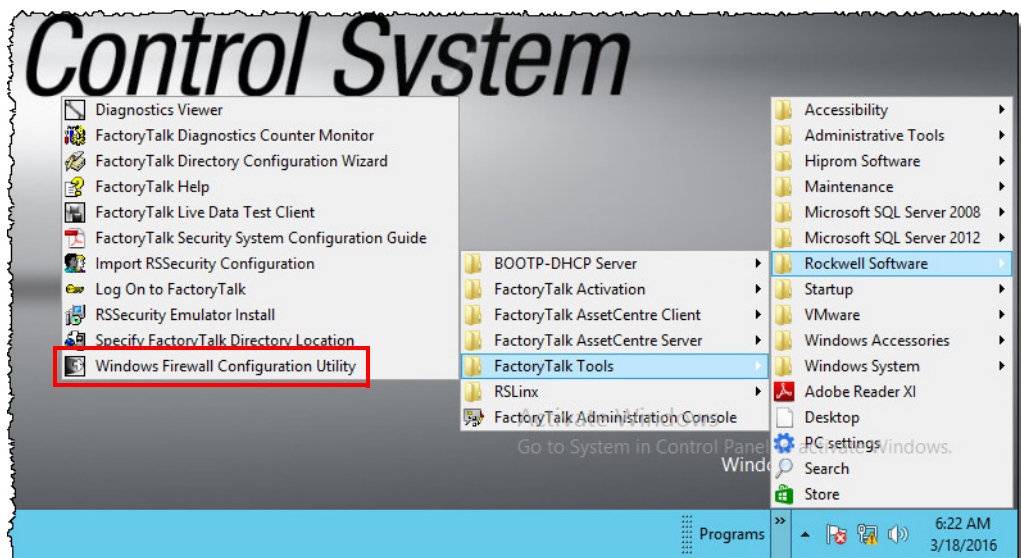 Control System
Diagnostics Viewer
FactoryTalk Diagnostics Counter Monitor
FactoryTalk Directory Configuration Wizard
FactoryTalk Help
FactoryTalk Live Data Test Client
FactoryTalk Security System Configuration Guide
Import RSSecurity Configuration
Log On to FactoryTalk
RSSecurity Emulator Install
Specify FactoryTalk Directory Location
Windows Firewall Configuration Utility
BOOTP-DHCP Server
FactoryTalk Activation
FactoryTalk AssetCentre Client
FactoryTalk AssetCentre Server
FactoryTalk Tools
RSLinx
FactoryTalk Administration Console
Accessibility
Administrative Tools
Hiprom Software
Maintenance
Microsoft SQL Server 2008
Microsoft SQL Server 2012
Rockwell Software
Startup
VMware
Windows Accessories
Windows System
Adobe Reader XI
Desktop
PC settings
Search
Store
Activate Windows
Go to System in Control Panel to activate Windows.
Windo
Programs
6:22 AM
3/18/2016